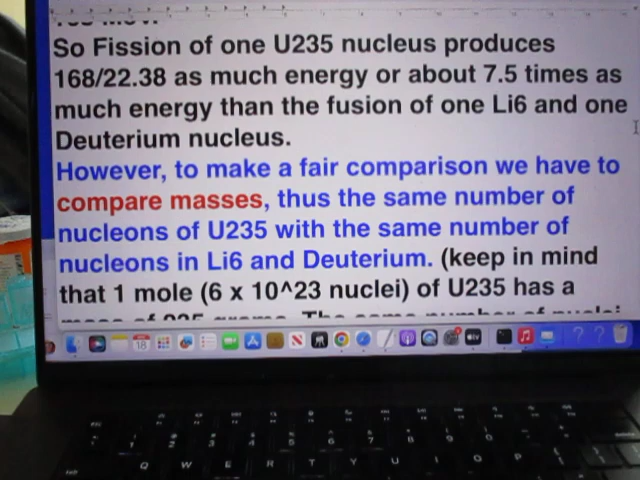 So Fission of one U235 nucleus produces
168/22.38 as much energy or about 7.5 times as
much energy than the fusion of one Li6 and one
Deuterium nucleus.
However, to make a fair comparison we have to
compare masses, thus the same number of
nucleons of U235 with the same number of
nucleons in Li6 and Deuterium. (keep in mind
that 1 mole (6 x 10^23 nuclei) of U235 has a
18
Q W E R T Y U I O P